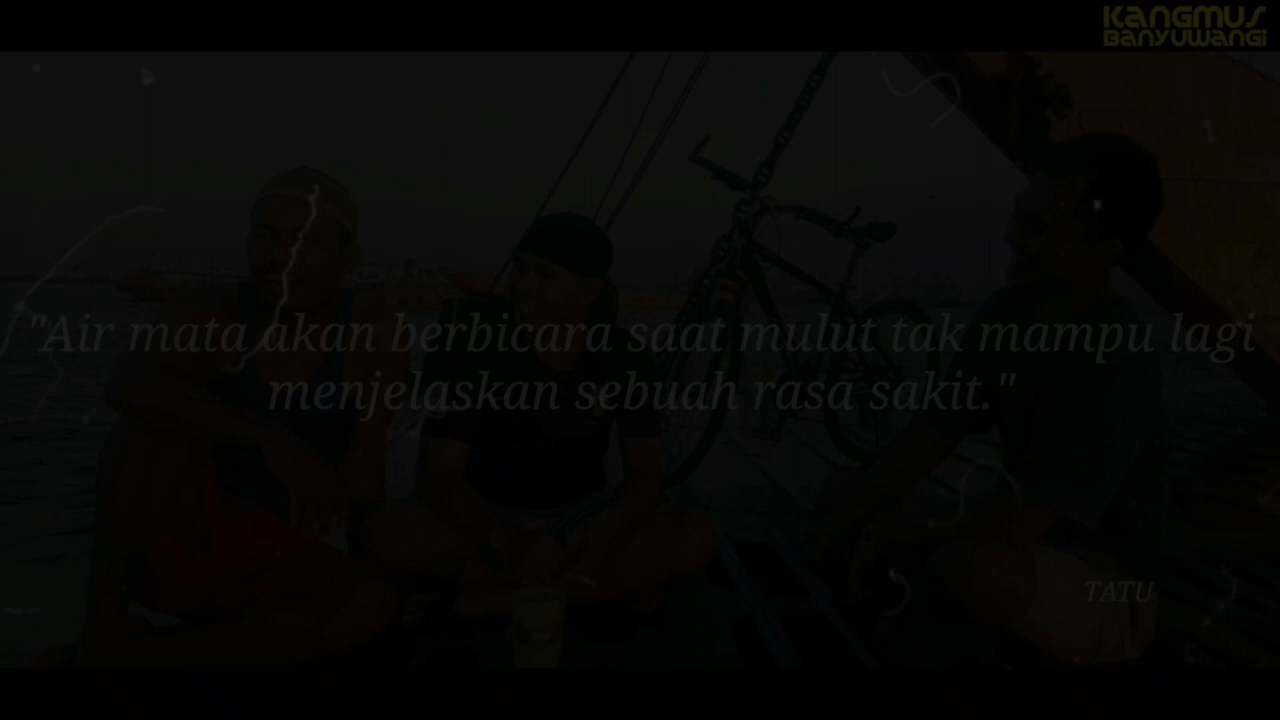 KANGMUS
BANYUWANGI
"Air mata akan berbicara saat mulut tak mampu lagi
menjelaskan sebuah rasa sakit."
TATU